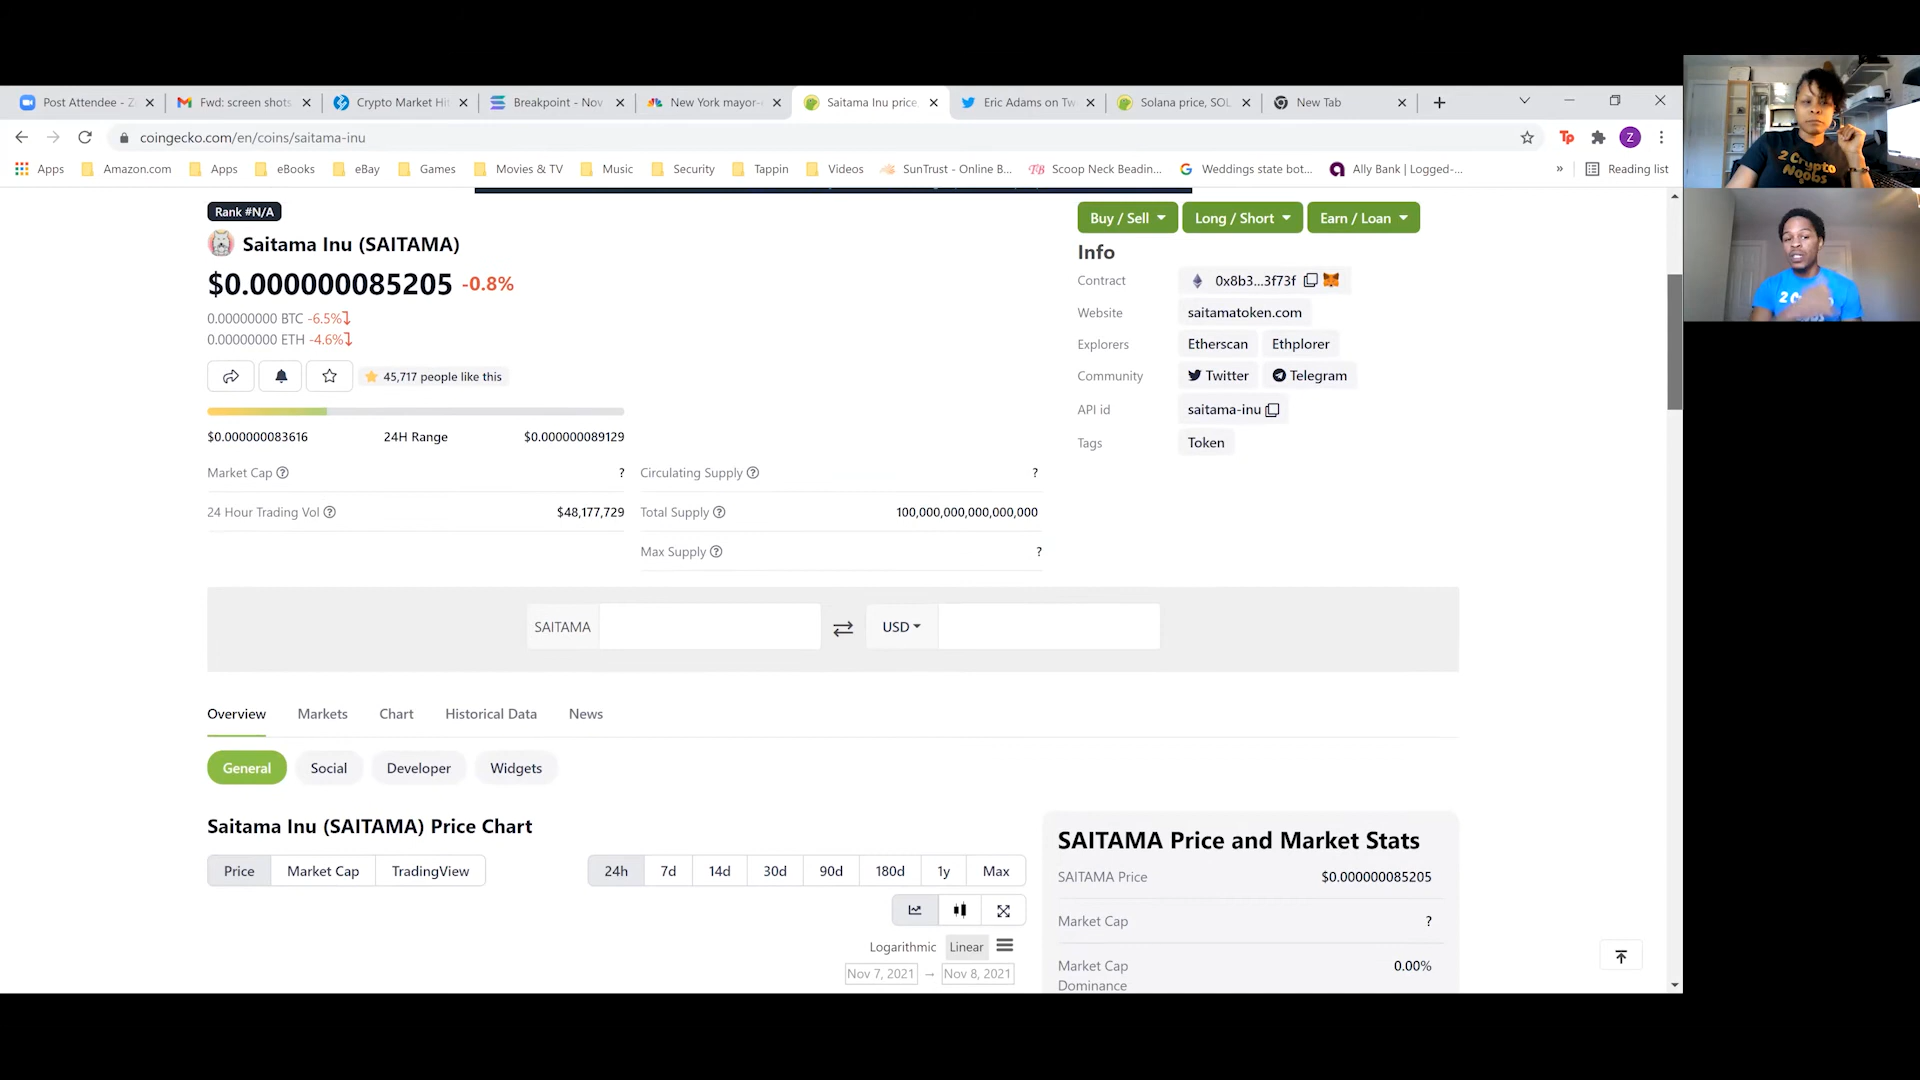 Post Attendee - Z
Fwd: screen shots
Crypto Market Hi
Breakpoint - Nov
New York mayor-
Saitama Inu price,
Eric Adams on Tw
Solana price, SOL
New Tab
coingecko.com/en/coins/saitama-inu
Tp
Z
Apps
Amazon.com
Apps
eBooks
eBay
Games
Movies & TV
Music
Security
Tappin
Videos
SunTrust - Online B...
TB Scoop Neck Beadin...
Weddings state bot...
Ally Bank | Logged-...
»
Reading list
Rank #N/A
Saitama Inu (SAITAMA)
$0.000000085205 -0.8%
0.00000000 BTC -6.5%
0.00000000 ETH -4.6%
45,717 people like this
$0.000000083616 24H Range $0.000000089129
Market Cap ?
24 Hour Trading Vol $48,177,729
Circulating Supply ?
Total Supply 100,000,000,000,000,000
Max Supply ?
Buy / Sell Long / Short Earn / Loan
Info
Contract 0x8b3...3f73f
Website saitamatoken.com
Explorers Etherscan Ethplorer
Community Twitter Telegram
API id saitama-inu
Tags Token
SAITAMA
USD
Overview Markets Chart Historical Data News
General Social Developer Widgets
Saitama Inu (SAITAMA) Price Chart
Price Market Cap TradingView
24h 7d 14d 30d 90d 180d 1y Max
Logarithmic Linear
Nov 7, 2021 → Nov 8, 2021
SAITAMA Price and Market Stats
SAITAMA Price $0.000000085205
Market Cap ?
Market Cap 0.00%
Dominance
2 Crypto
Noobs